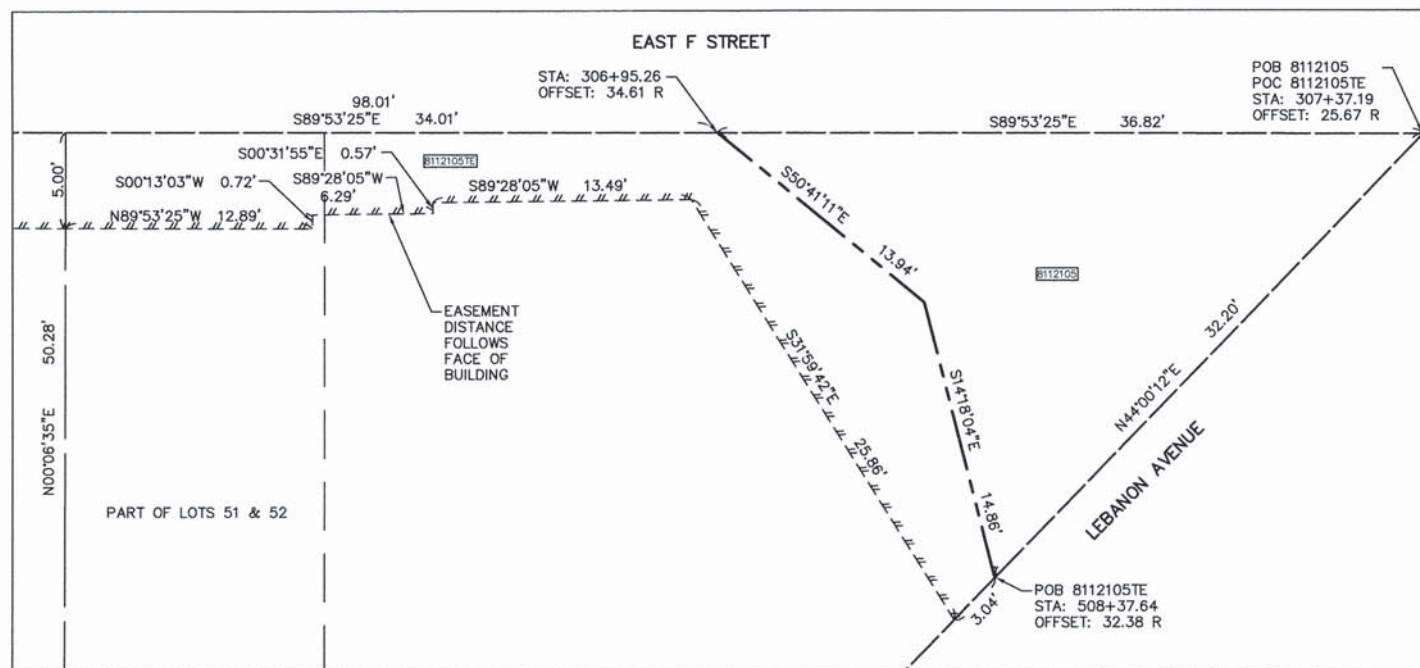 EAST F STREET
STA: 306+95.26
OFFSET: 34.61 R
POB 8112105
POC 8112105TE
STA: 307+37.19
OFFSET: 25.67 R
98.01'
S89°53'25"E 34.01'
S89°53'25"E 36.82'
S00°31'55"E 0.57'
8112105TE
S00°13'03"W 0.72'
S89°28'05"W
6.29'
S89°28'05"W 13.49'
5.00'
N89°53'25"W 12.89'
S50°41'11"E
13.94'
8112105
EASEMENT
DISTANCE
FOLLOWS
FACE OF
BUILDING
50.28'
N00°06'35"E
S31°59'42"E
25.86'
S14°18'04"E
14.86'
32.20'
N44°00'12"E
LEBANON AVENUE
PART OF LOTS 51 & 52
3.04'
POB 8112105TE
STA: 508+37.64
OFFSET: 32.38 R